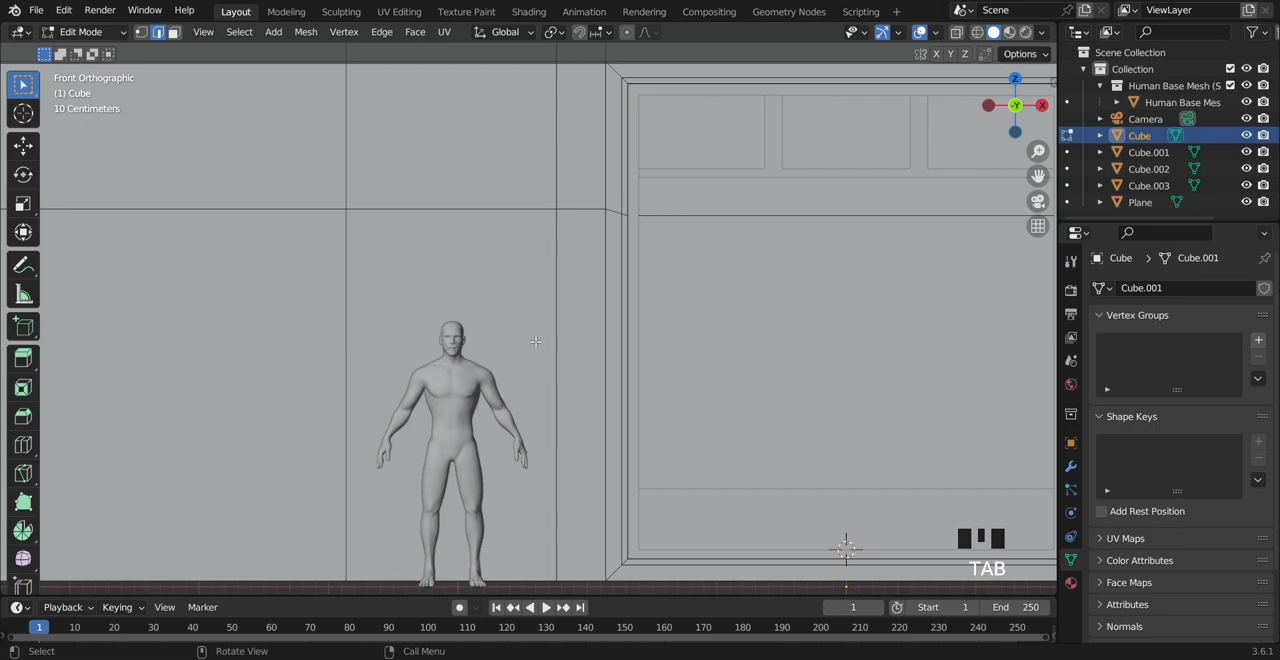 File Edit Render Window Help Layout Modeling Sculpting UV Editing Texture Paint Shading Animation Rendering Compositing Geometry Nodes Scripting + Scene ViewLayer
Edit Mode View Select Add Mesh Vertex Edge Face UV Global
X Y Z Options
Front Orthographic
(1) Cube
10 Centimeters
Z
-Y X
Scene Collection
Collection
Human Base Mesh (S
Human Base Mes
Camera
Cube
Cube.001
Cube.002
Cube.003
Plane
Cube > Cube.001
Cube.001
Vertex Groups
Shape Keys
Add Rest Position
UV Maps
Color Attributes
Face Maps
Attributes
Normals
TAB
Playback Keying View Marker 1 Start 1 End 250
1 10 20 30 40 50 60 70 80 90 100 110 120 130 140 150 160 170 180 190 200 210 220 230 240 250
Select Rotate View Call Menu 3.6.1